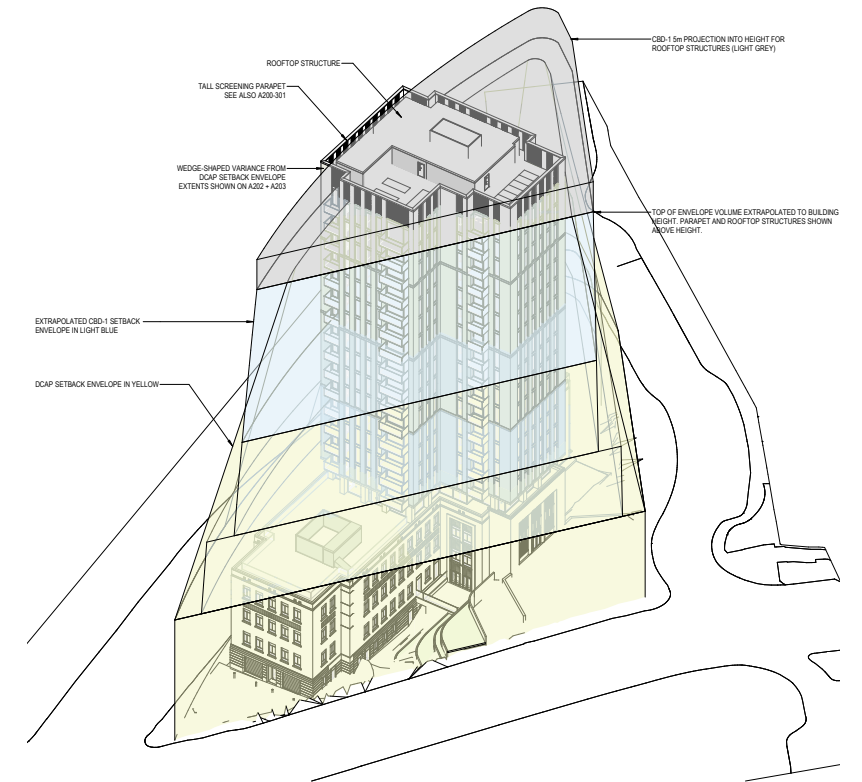 CBD-1 5m PROJECTION INTO HEIGHT FOR
ROOFTOP STRUCTURES (LIGHT GREY)
ROOFTOP STRUCTURE
TALL SCREENING PARAPET
SEE ALSO A200-301
WEDGE-SHAPED VARIANCE FROM
DCAP SETBACK ENVELOPE
EXTENTS SHOWN ON A202 + A203
TOP OF ENVELOPE VOLUME EXTRAPOLATED TO BUILDING
HEIGHT. PARAPET AND ROOFTOP STRUCTURES SHOWN
ABOVE HEIGHT.
EXTRAPOLATED CBD-1 SETBACK
ENVELOPE IN LIGHT BLUE
DCAP SETBACK ENVELOPE IN YELLOW